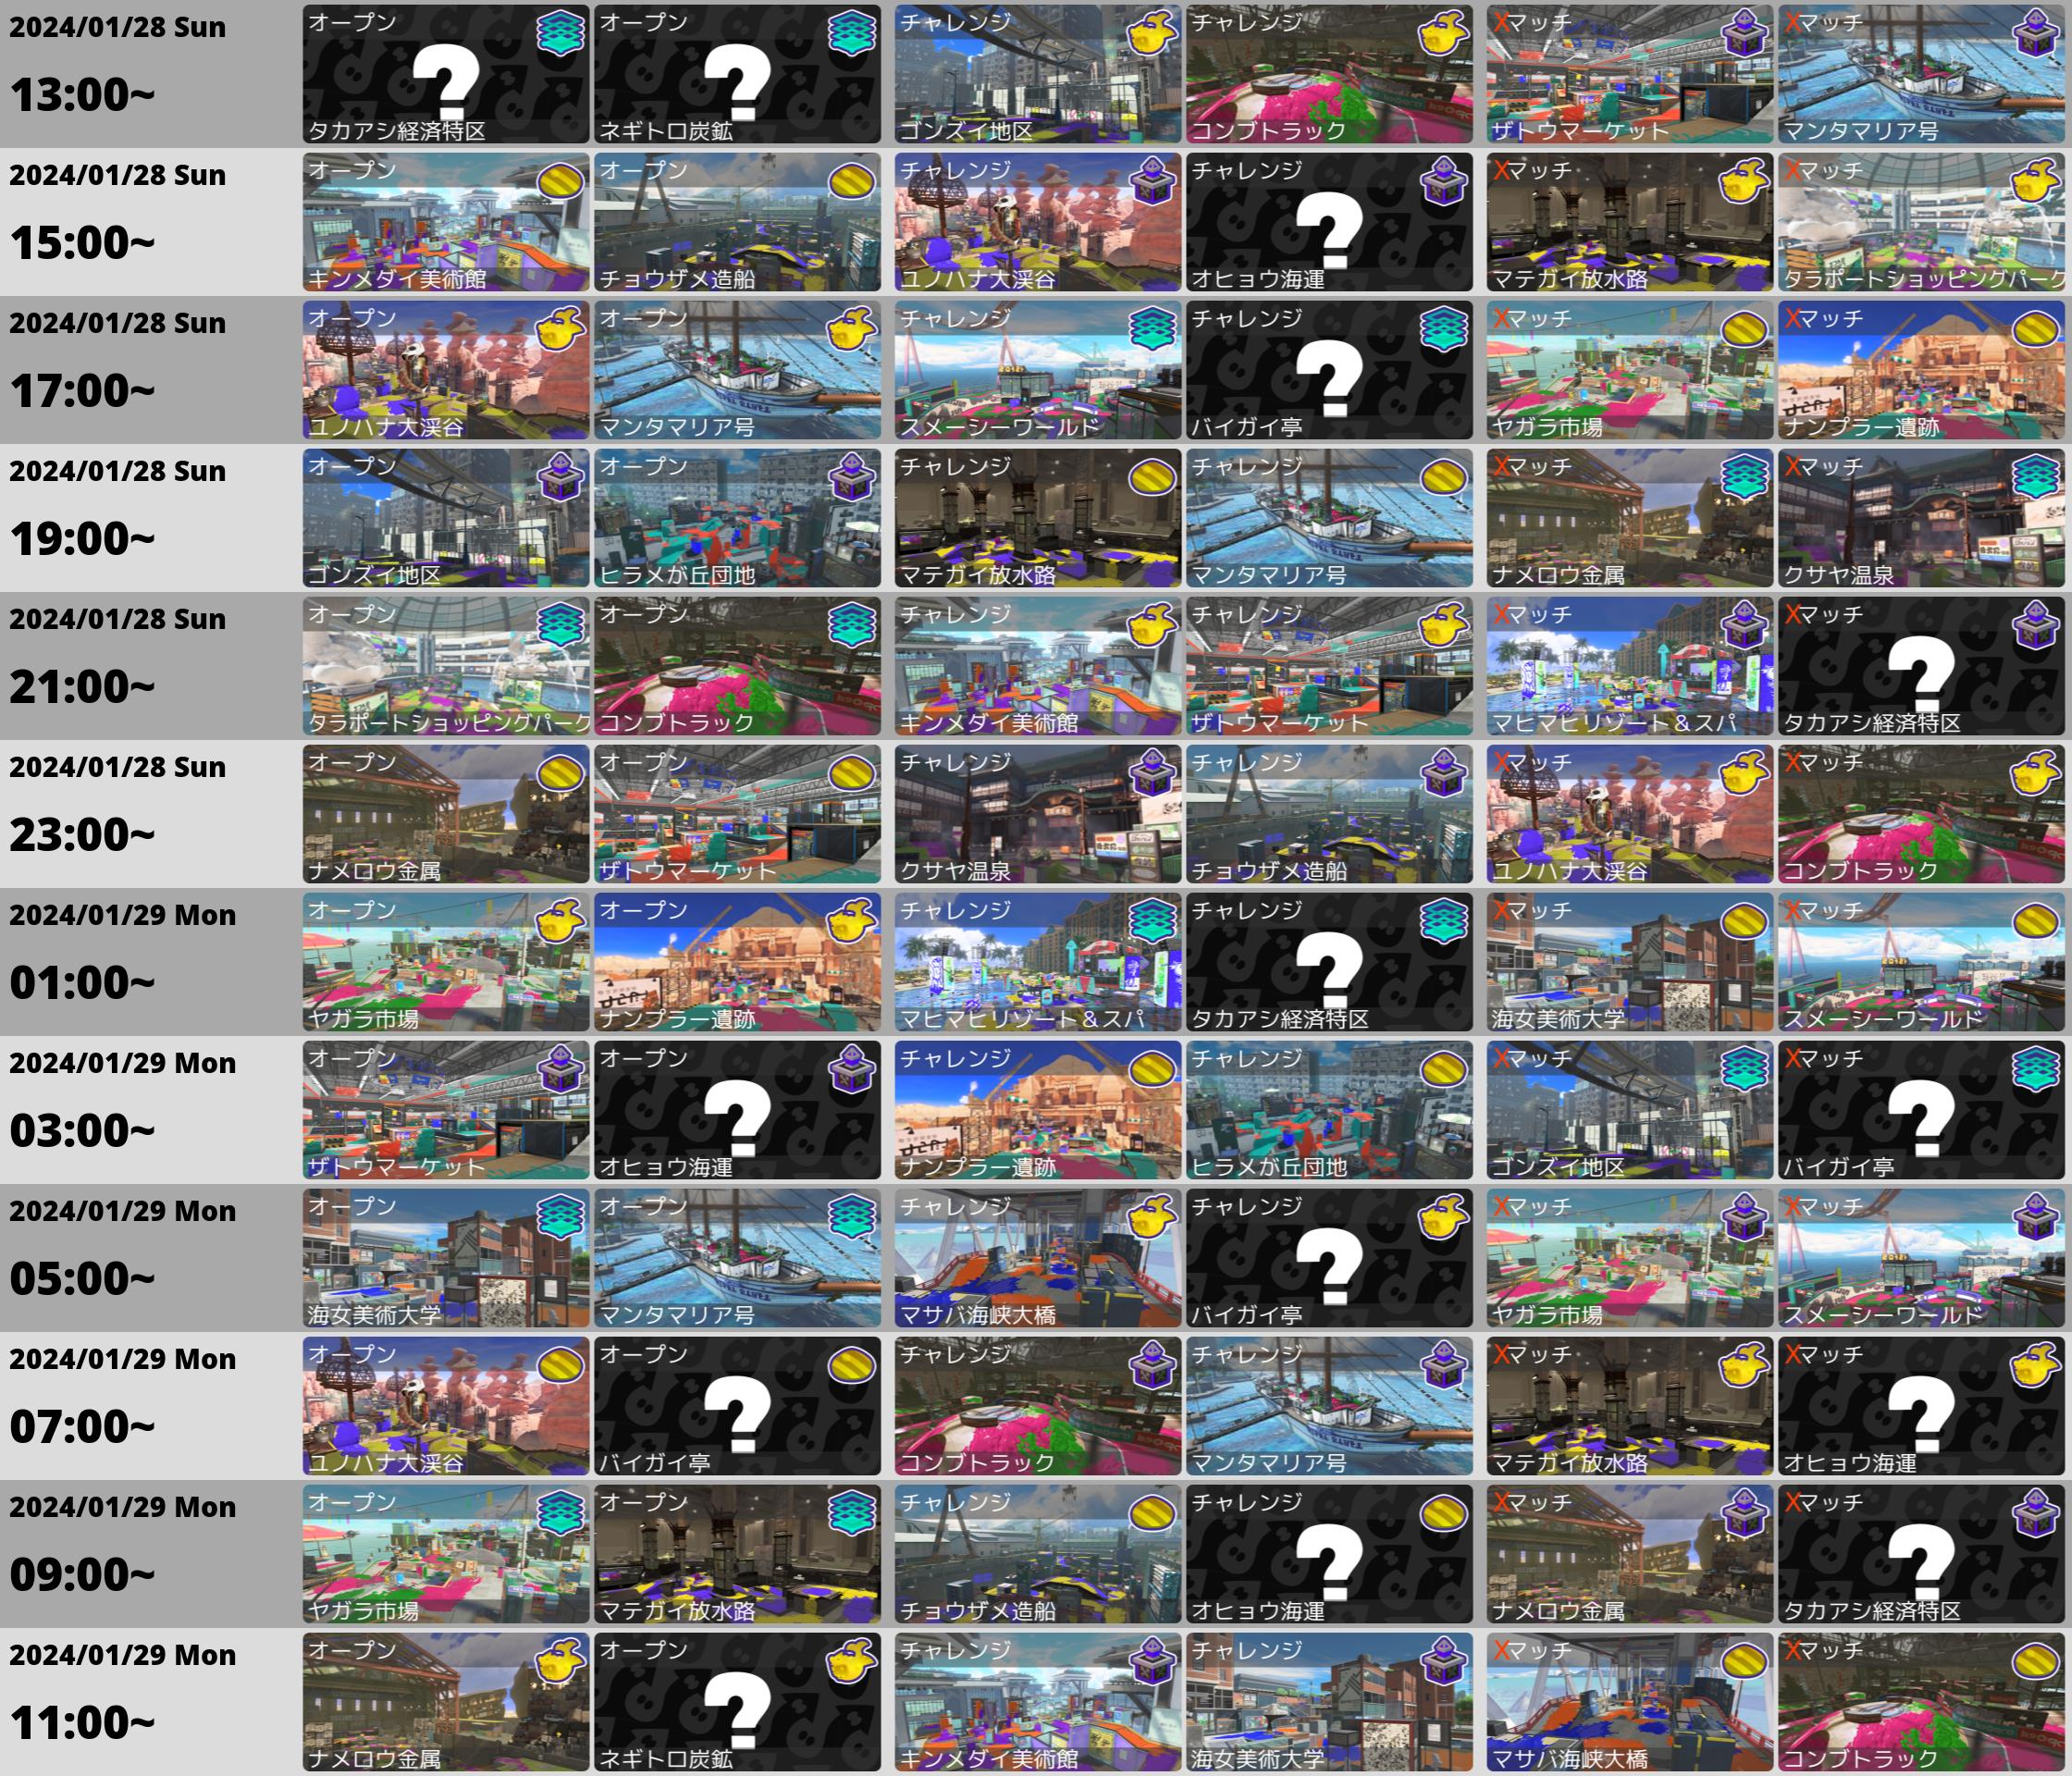 2024/01/28 Sun
13:00~
オープン
タカアシ経済特区
オープン
ネギトロ炭鉱
チャレンジ
ゴンズイ地区
チャレンジ
コンブトラック
Xマッチ
ザトウマーケット
Xマッチ
マンタマリア号
2024/01/28 Sun
15:00~
オープン
キンメダイ美術館
オープン
チョウザメ造船
チャレンジ
ユノハナ大渓谷
チャレンジ
オヒョウ海運
Xマッチ
マテガイ放水路
Xマッチ
タラポートショッピングパーク
2024/01/28 Sun
17:00~
オープン
ユノハナ大渓谷
オープン
マンタマリア号
チャレンジ
スメーシーワールド
チャレンジ
バイガイ亭
Xマッチ
ヤガラ市場
Xマッチ
ナンプラー遺跡
2024/01/28 Sun
19:00~
オープン
ゴンズイ地区
オープン
ヒラメが丘団地
チャレンジ
マテガイ放水路
チャレンジ
マンタマリア号
Xマッチ
ナメロウ金属
Xマッチ
クサヤ温泉
2024/01/28 Sun
21:00~
オープン
タラポートショッピングパーク
オープン
コンブトラック
チャレンジ
キンメダイ美術館
チャレンジ
ザトウマーケット
Xマッチ
マヒマヒリゾート&スパ
Xマッチ
タカアシ経済特区
2024/01/28 Sun
23:00~
オープン
ナメロウ金属
オープン
ザトウマーケット
チャレンジ
クサヤ温泉
チャレンジ
チョウザメ造船
Xマッチ
ユノハナ大渓谷
Xマッチ
コンブトラック
2024/01/29 Mon
01:00~
オープン
ヤガラ市場
オープン
ナンプラー遺跡
チャレンジ
マヒマヒリゾート&スパ
チャレンジ
タカアシ経済特区
Xマッチ
海女美術大学
Xマッチ
スメーシーワールド
2024/01/29 Mon
03:00~
オープン
ザトウマーケット
オープン
オヒョウ海運
チャレンジ
ナンプラー遺跡
チャレンジ
ヒラメが丘団地
Xマッチ
ゴンズイ地区
Xマッチ
バイガイ亭
2024/01/29 Mon
05:00~
オープン
海女美術大学
オープン
マンタマリア号
チャレンジ
マサバ海峡大橋
チャレンジ
バイガイ亭
Xマッチ
ヤガラ市場
Xマッチ
スメーシーワールド
2024/01/29 Mon
07:00~
オープン
ユノハナ大渓谷
オープン
バイガイ亭
チャレンジ
コンブトラック
チャレンジ
マンタマリア号
Xマッチ
マテガイ放水路
Xマッチ
オヒョウ海運
2024/01/29 Mon
09:00~
オープン
ヤガラ市場
オープン
マテガイ放水路
チャレンジ
チョウザメ造船
チャレンジ
オヒョウ海運
Xマッチ
ナメロウ金属
Xマッチ
タカアシ経済特区
2024/01/29 Mon
11:00~
オープン
ナメロウ金属
オープン
ネギトロ炭鉱
チャレンジ
キンメダイ美術館
チャレンジ
海女美術大学
Xマッチ
マサバ海峡大橋
Xマッチ
コンブトラック